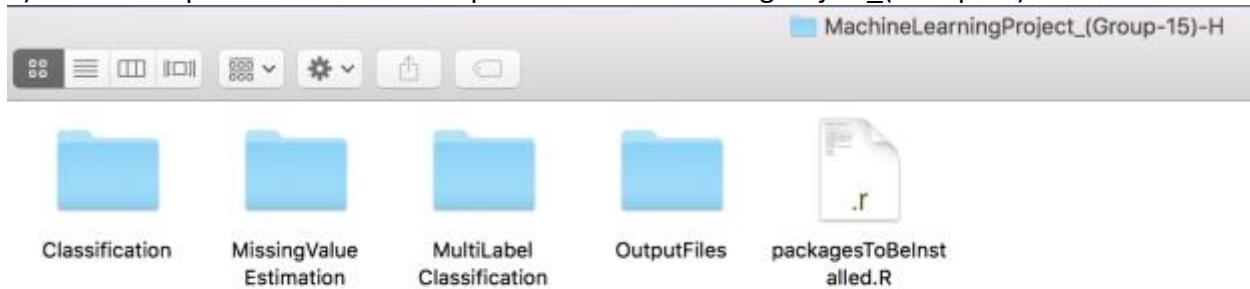 MachineLearningProject_(Group-15)-H
.r
Classification
MissingValue
Estimation
MultiLabel
Classification
OutputFiles
packagesToBeInst
alled.R